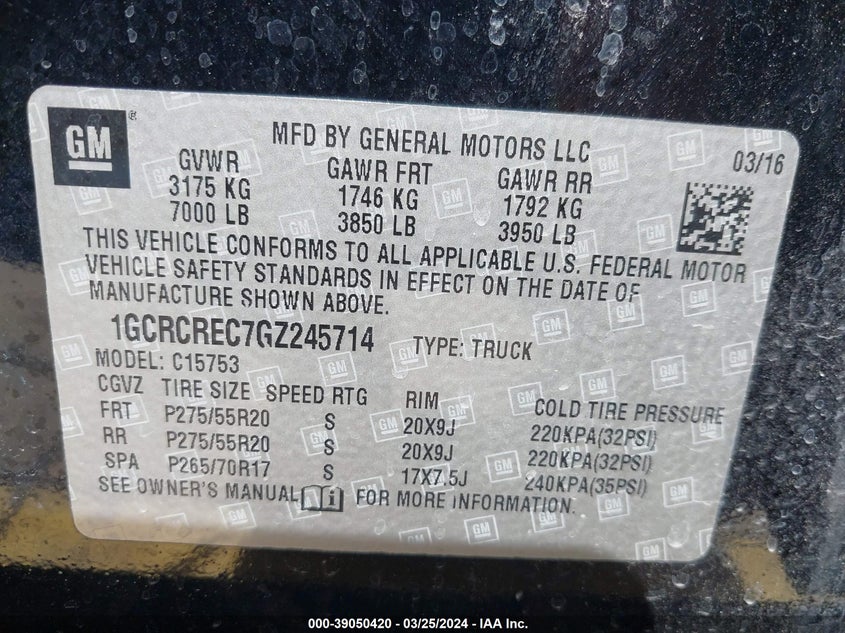 GM ®
MFD BY GENERAL MOTORS LLC
03/16
GVWR GAWR FRT GAWR RR
3175 KG 1746 KG 1792 KG
7000 LB 3850 LB 3950 LB
THIS VEHICLE CONFORMS TO ALL APPLICABLE U.S. FEDERAL MOTOR
VEHICLE SAFETY STANDARDS IN EFFECT ON THE DATE OF
MANUFACTURE SHOWN ABOVE.
1GCRCREC7GZ245714 TYPE: TRUCK
MODEL: C15753
CGVZ TIRE SIZE SPEED RTG RIM COLD TIRE PRESSURE
FRT P275/55R20 S 20X9J 220KPA(32PSI)
RR P275/55R20 S 20X9J 220KPA(32PSI)
SPA P265/70R17 S 17X7.5J 240KPA(35PSI)
SEE OWNER'S MANUAL i FOR MORE INFORMATION.
000-39050420 - 03/25/2024 - IAA Inc.